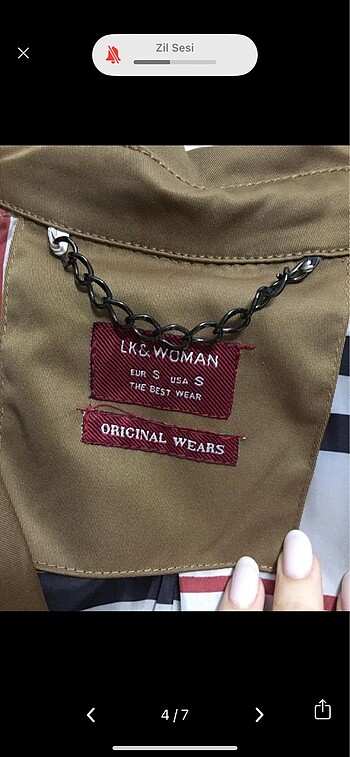 Zil Sesi
LK&WOMAN
EUR S USA S
THE BEST WEAR
ORIGINAL WEARS
4/7